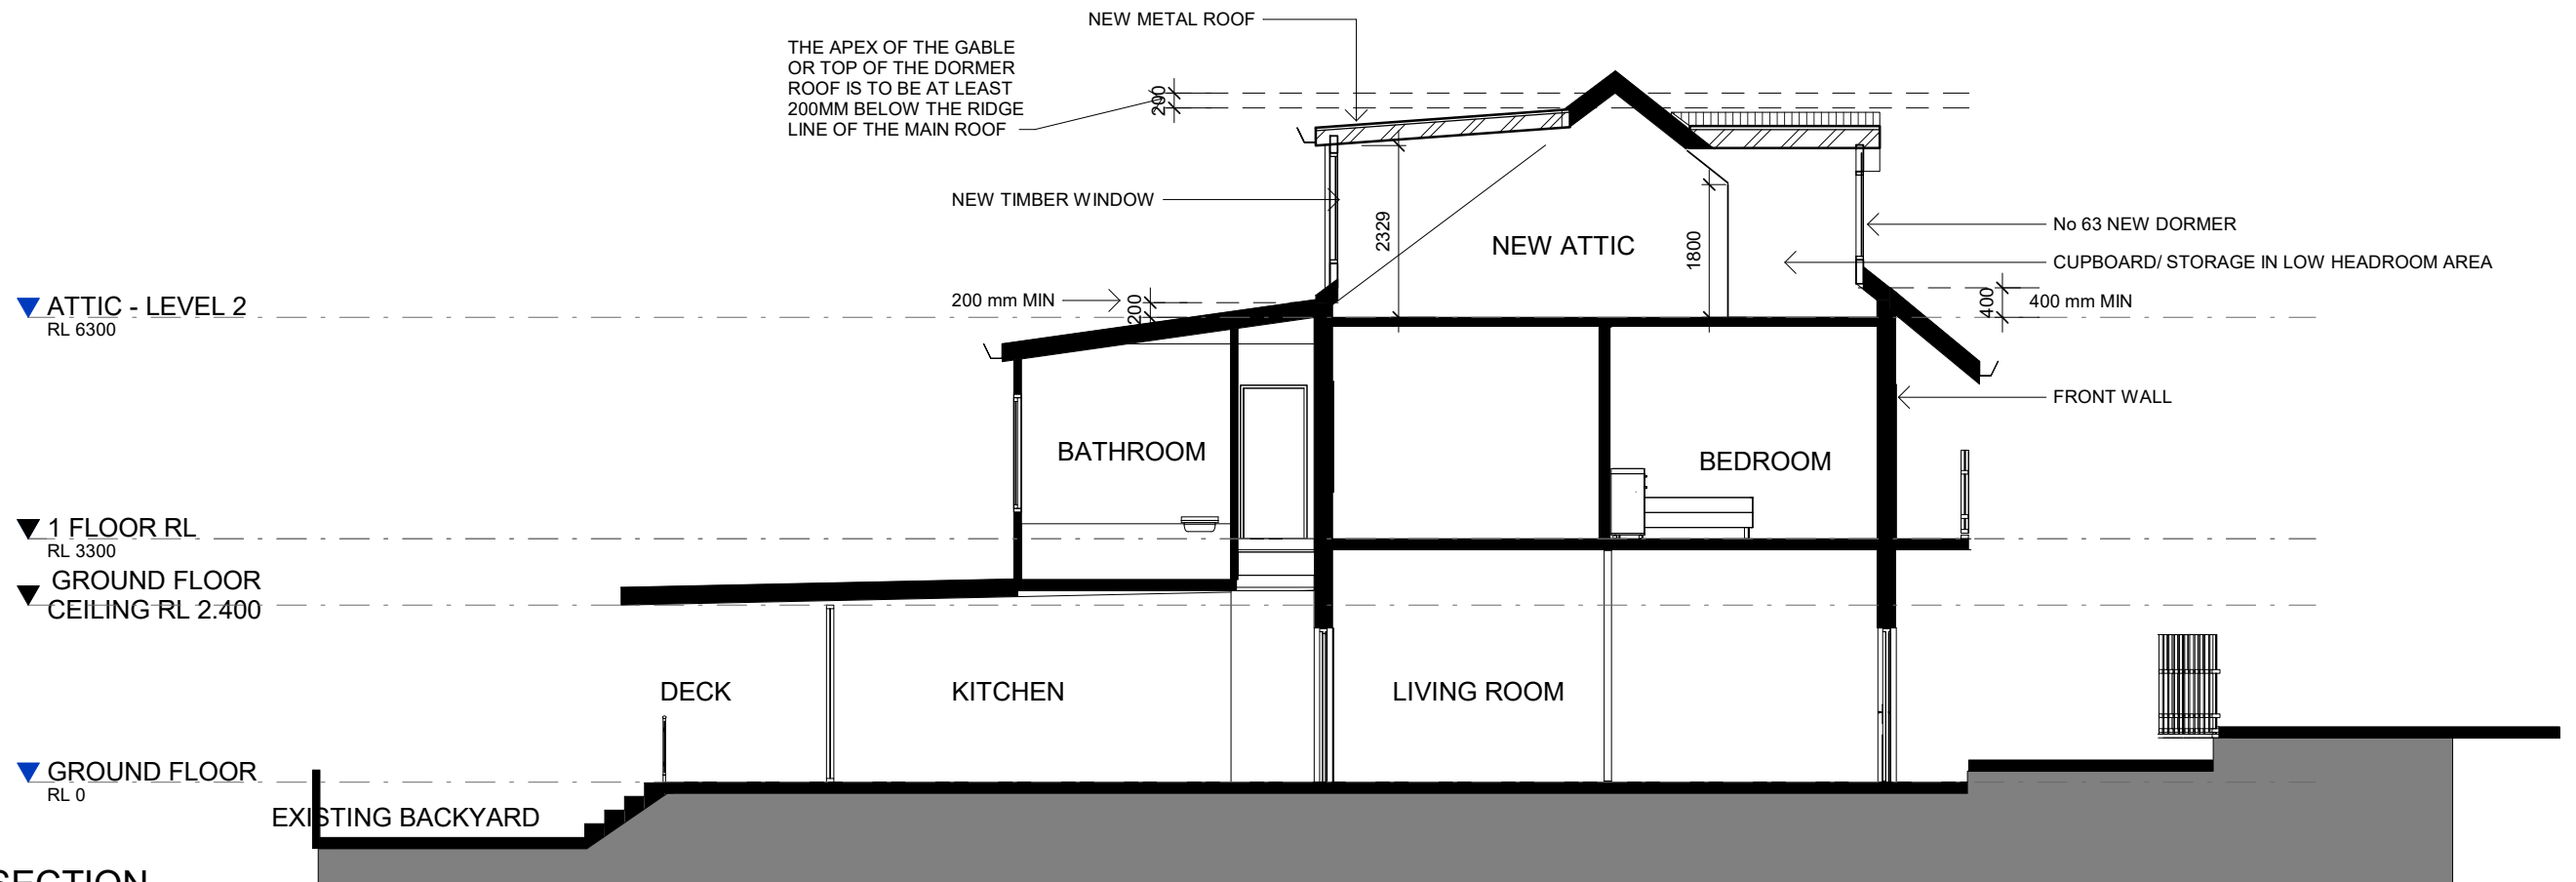 NEW METAL ROOF
THE APEX OF THE GABLE
OR TOP OF THE DORMER
ROOF IS TO BE AT LEAST
200MM BELOW THE RIDGE
LINE OF THE MAIN ROOF
200
NEW TIMBER WINDOW
2329
NEW ATTIC
1800
No 63 NEW DORMER
CUPBOARD/ STORAGE IN LOW HEADROOM AREA
200 mm MIN
200
400
400 mm MIN
ATTIC - LEVEL 2
RL 6300
FRONT WALL
BATHROOM
BEDROOM
1 FLOOR RL
RL 3300
GROUND FLOOR
CEILING RL 2.400
DECK
KITCHEN
LIVING ROOM
GROUND FLOOR
RL 0
EXISTING BACKYARD
SECTION